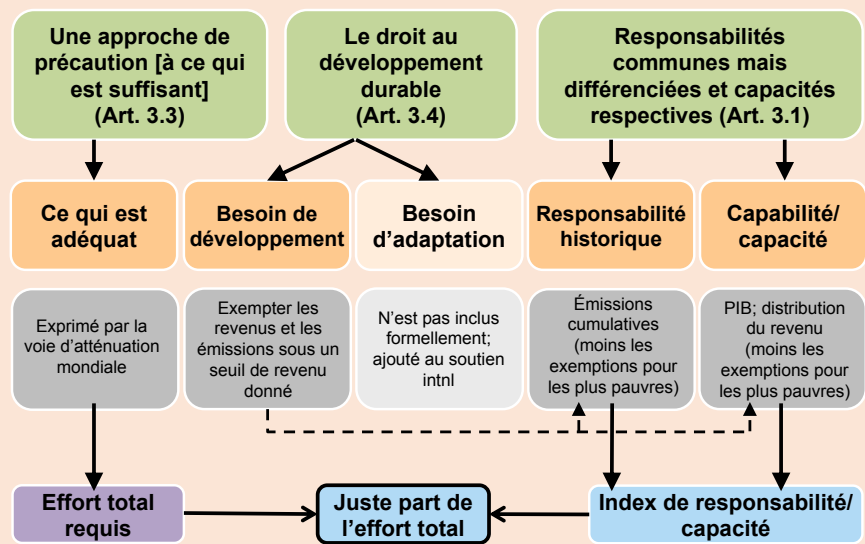 Une approche de
précaution [à ce qui
est suffisant]
(Art. 3.3)
Le droit au
développement
durable
(Art. 3.4)
Responsabilités
communes mais
différenciées et capacités
respectives (Art. 3.1)
Ce qui est
adéquat
Besoin de
développement
Besoin
d’adaptation
Responsabilité
historique
Capabilité/
capacité
Exprimé par la
voie d’atténuation
mondiale
Exempter les
revenus et les
émissions sous un
seuil de revenu
donné
N’est pas inclus
formellement;
ajouté au soutien
intnl
Émissions
cumulatives
(moins les
exemptions pour
les plus pauvres)
PIB; distribution
du revenu
(moins les
exemptions pour
les plus pauvres)
Effort total
requis
Juste part de
l’effort total
Index de responsabilité/
capacité